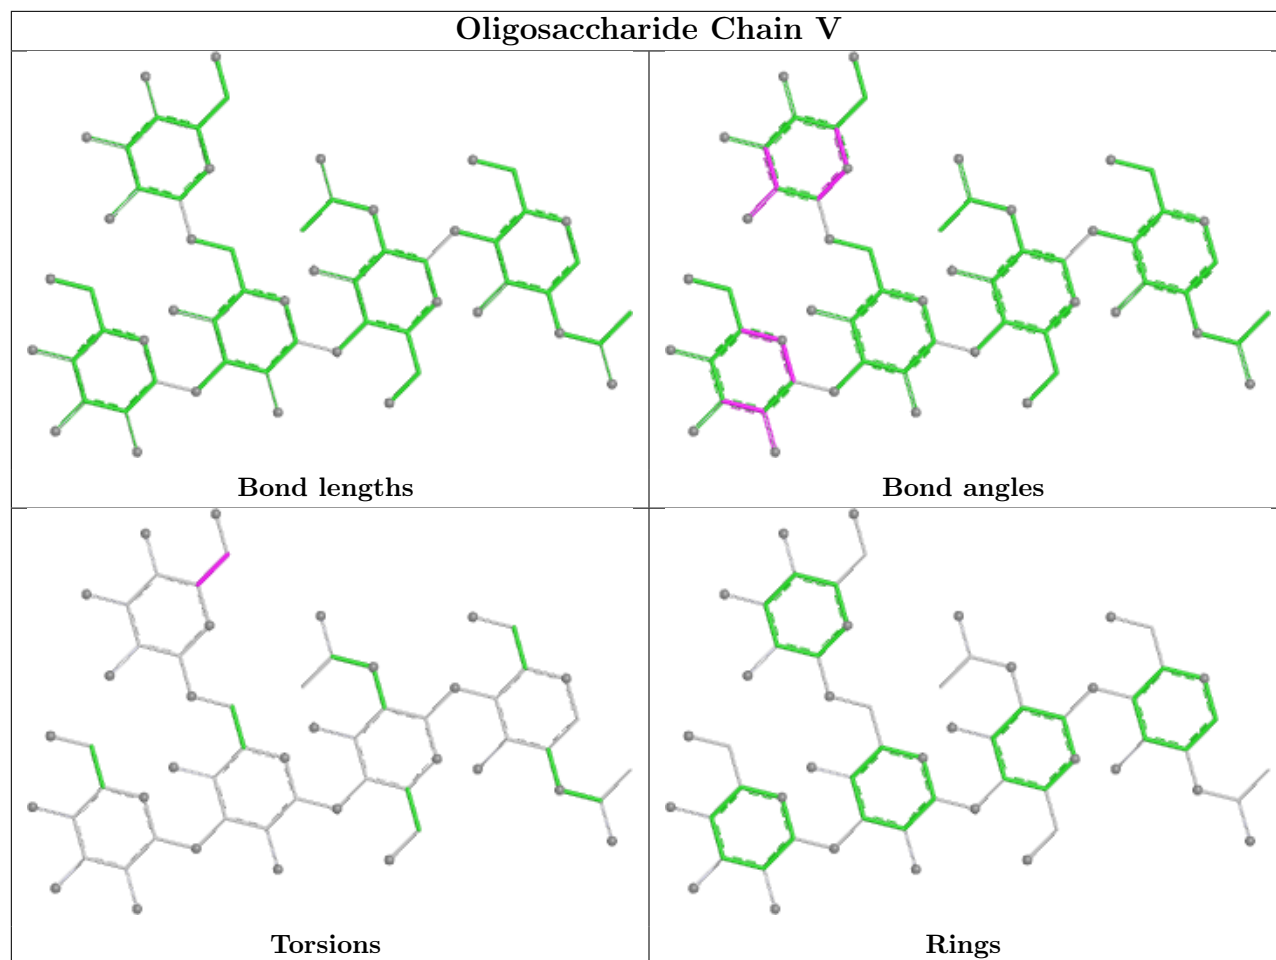 Oligosaccharide Chain V
Bond lengths
Bond angles
Torsions
Rings